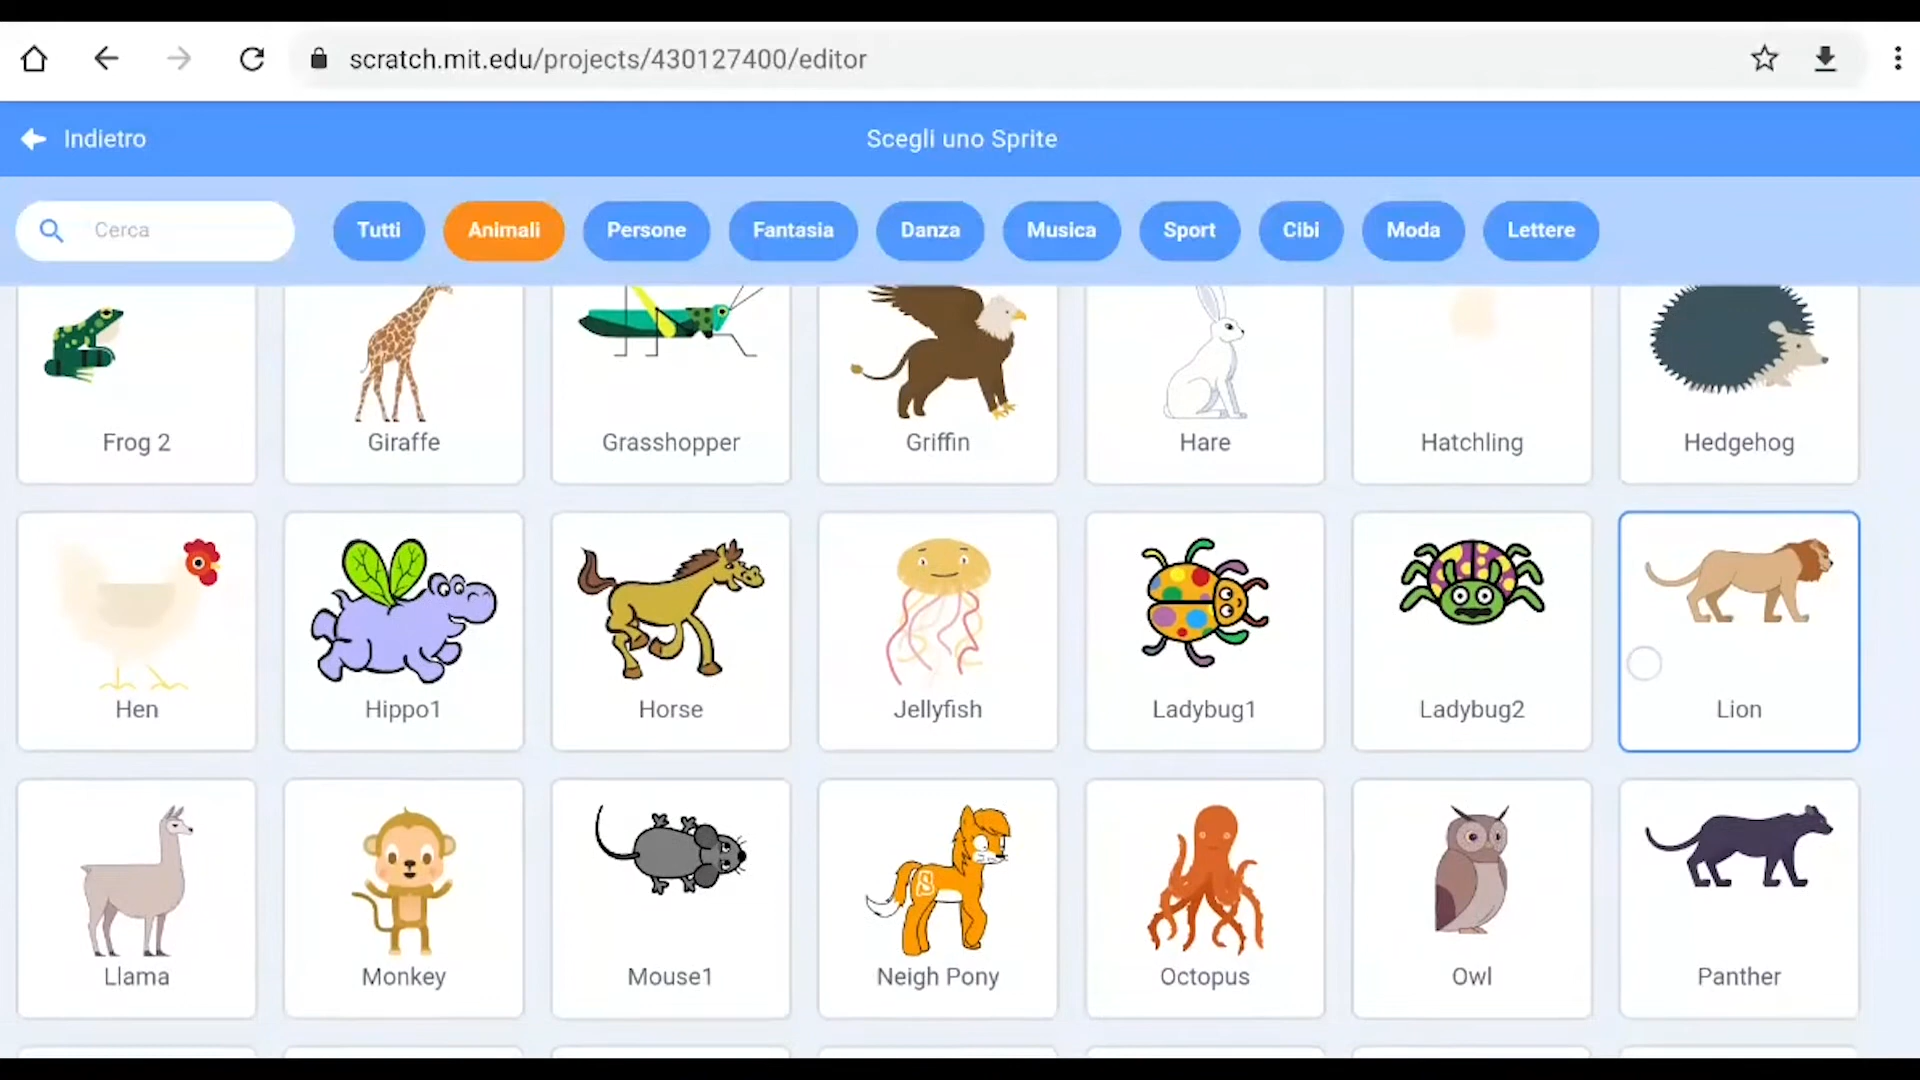 scratch.mit.edu/projects/430127400/editor
Indietro
Scegli uno Sprite
Cerca
Tutti
Animali
Persone
Fantasia
Danza
Musica
Sport
Cibi
Moda
Lettere
Frog 2
Giraffe
Grasshopper
Griffin
Hare
Hatchling
Hedgehog
Hen
Hippo1
Horse
Jellyfish
Ladybug1
Ladybug2
Lion
Llama
Monkey
Mouse1
Neigh Pony
Octopus
Owl
Panther